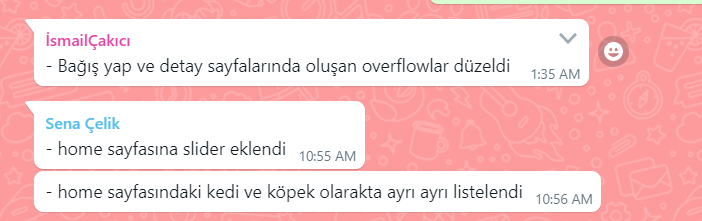 İsmailÇakıcı
- Bağış yap ve detay sayfalarında oluşan overflowlar düzeldi
1:35 AM
Sena Çelik
- home sayfasına slider eklendi
10:55 AM
- home sayfasındaki kedi ve köpek olarakta ayrı ayrı listelendi
10:56 AM